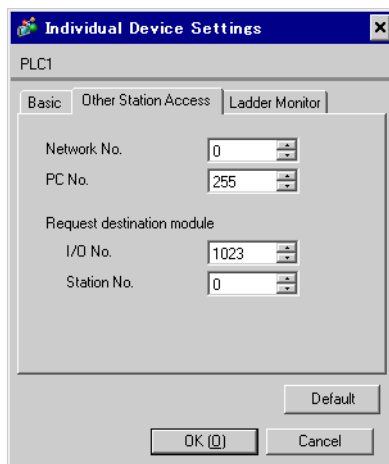 Individual Device Settings
PLC1
Basic Other Station Access Ladder Monitor
Network No. 0
PC No. 255
Request destination module
I/O No. 1023
Station No. 0
Default
OK (O) Cancel